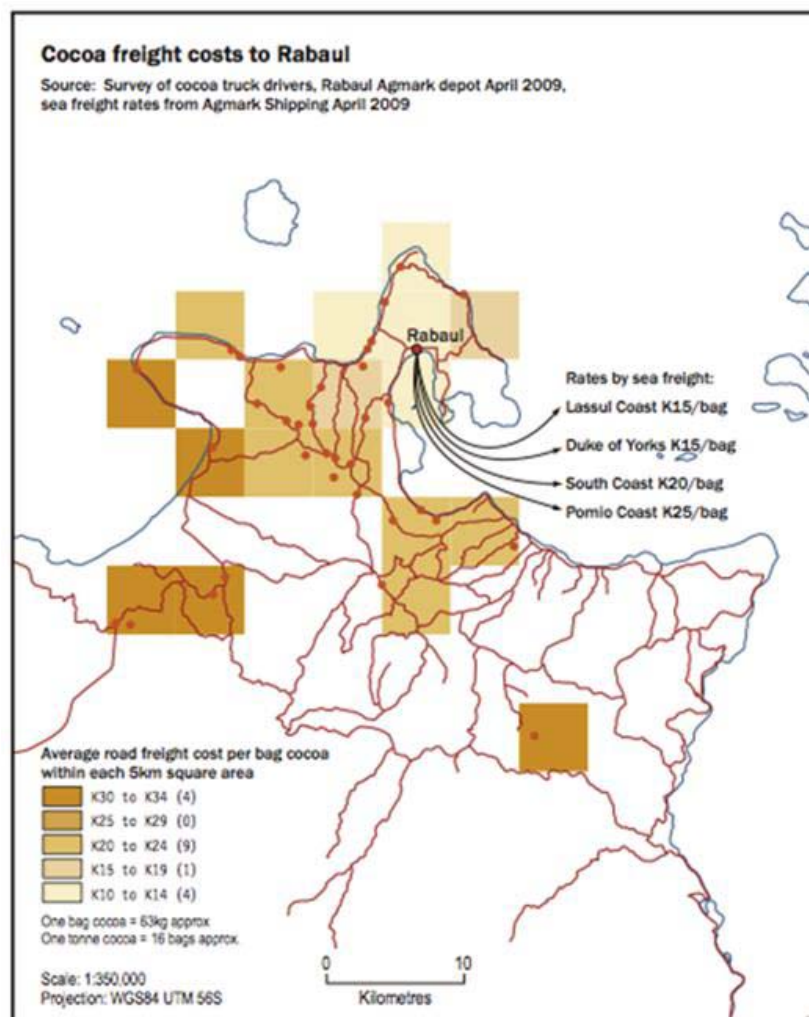 Cocoa freight costs to Rabaul
Source: Survey of cocoa truck drivers, Rabaul Agmark depot April 2009,
sea freight rates from Agmark Shipping April 2009
Rabaul
Rates by sea freight:
Lassul Coast K15/bag
Duke of Yorks K15/bag
South Coast K20/bag
Pomio Coast K25/bag
Average road freight cost per bag cocoa
within each 5km square area
K30 to K34 (4)
K25 to K29 (0)
K20 to K24 (9)
K15 to K19 (1)
K10 to K14 (4)
One bag cocoa = 63kg approx
One tonne cocoa = 16 bags approx.
Scale: 1:350,000
Projection: WGS84 UTM 56S
0 10
Kilometres